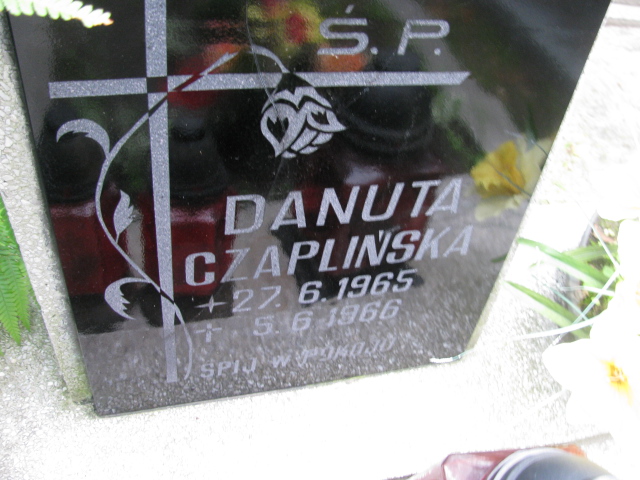 Ś.P.
DANUTA
CZAPLIŃSKA
+27.6.1965
+ 5.6.1966
ŚPIJ W POKOJU